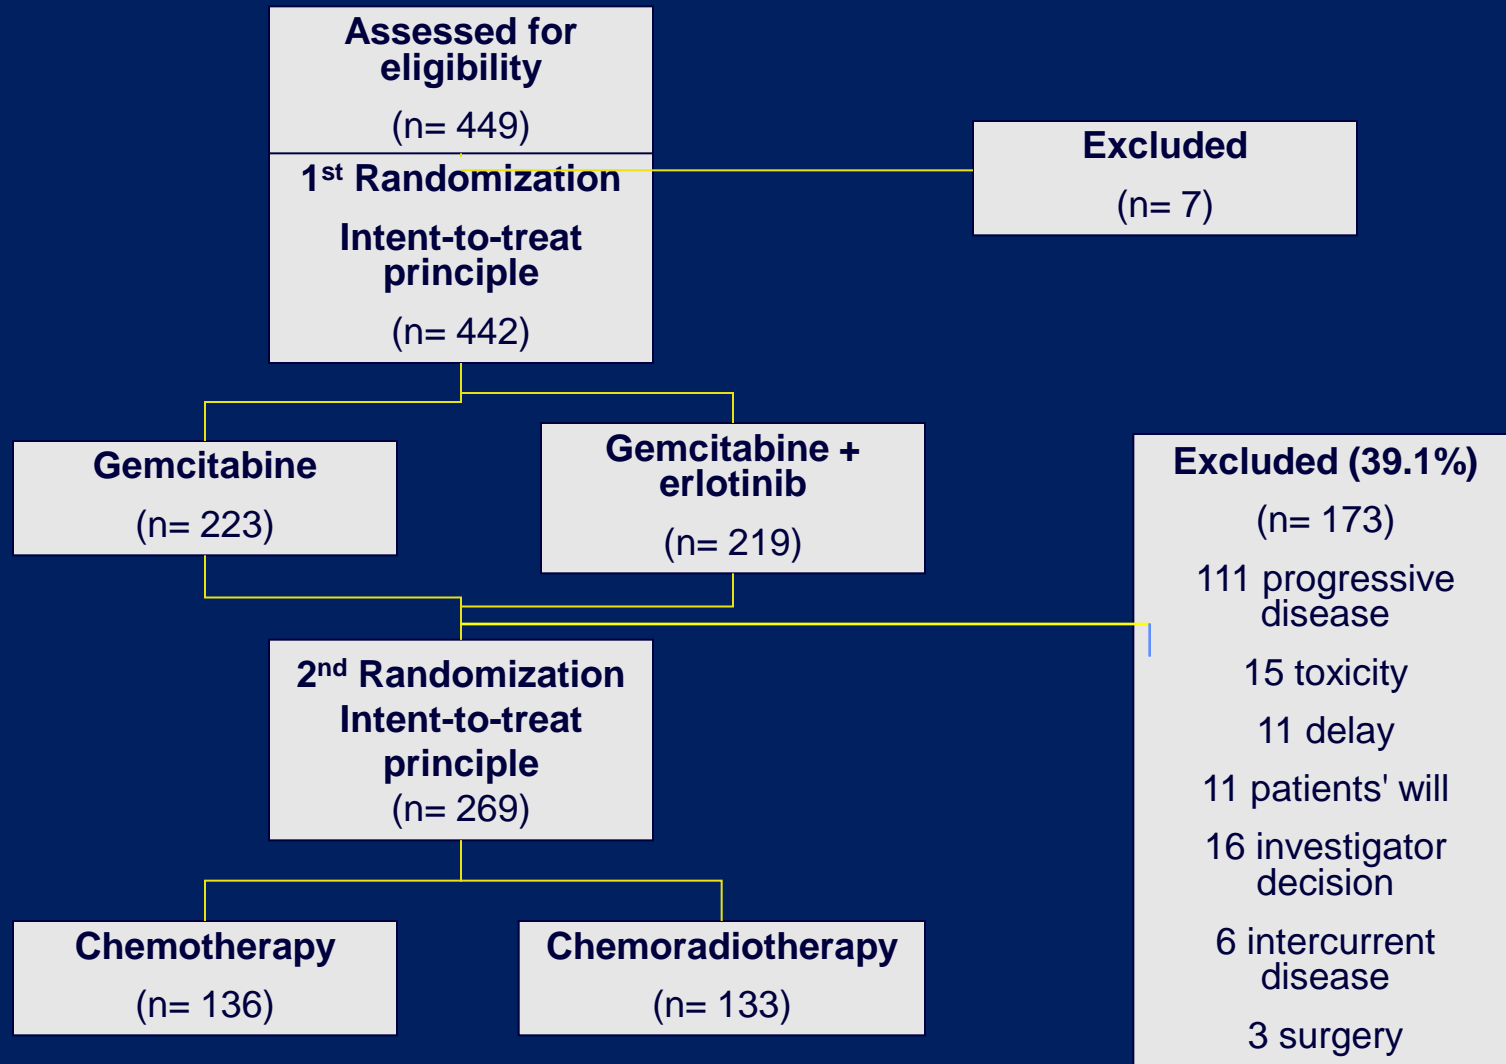 Assessed for
eligibility
(n= 449)
1st Randomization
Intent-to-treat
principle
(n= 442)
Excluded
(n= 7)
Gemcitabine
(n= 223)
Gemcitabine +
erlotinib
(n= 219)
Excluded (39.1%)
(n= 173)
111 progressive
disease
15 toxicity
11 delay
11 patients' will
16 investigator
decision
6 intercurrent
disease
3 surgery
2nd Randomization
Intent-to-treat
principle
(n= 269)
Chemotherapy
(n= 136)
Chemoradiotherapy
(n= 133)